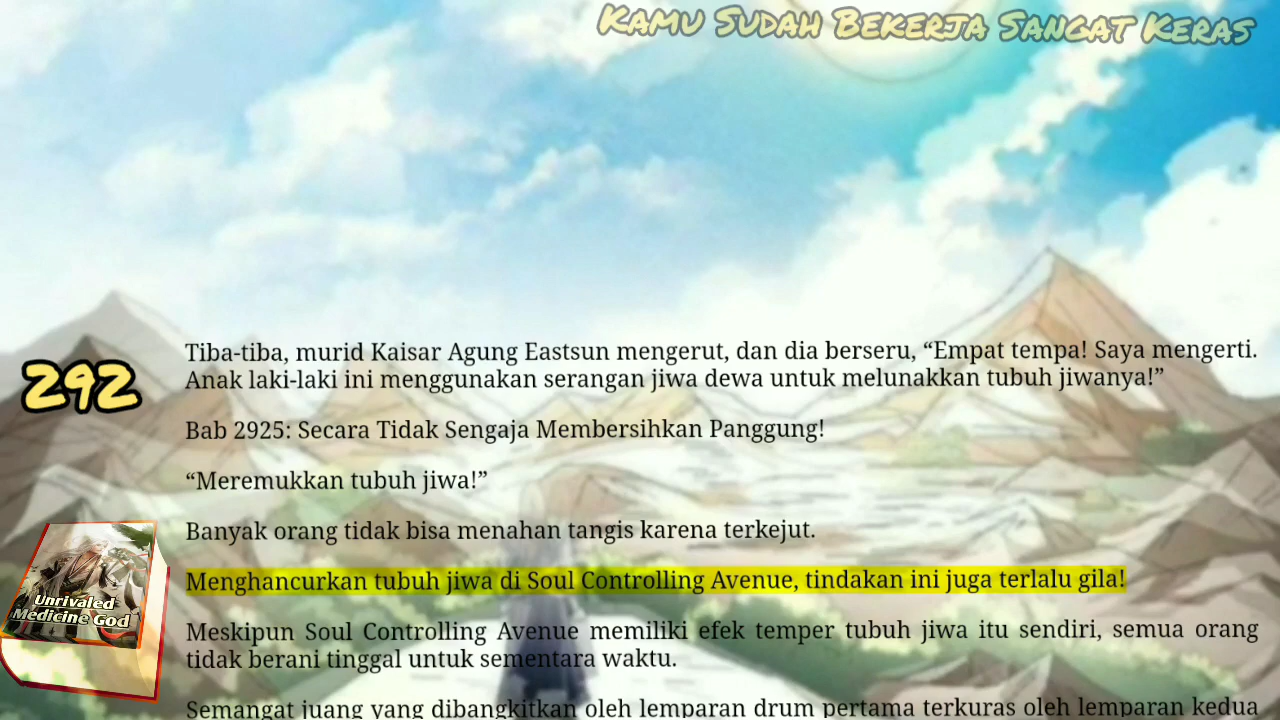 Kamu Sudah Bekerja Sangat Keras
Tiba-tiba, murid Kaisar Agung Eastsun mengerut, dan dia berseru, “Empat tempa! Saya mengerti.
Anak laki-laki ini menggunakan serangan jiwa dewa untuk melunakkan tubuh jiwanya!”
292
Bab 2925: Secara Tidak Sengaja Membersihkan Panggung!
“Meremukkan tubuh jiwa!”
Banyak orang tidak bisa menahan tangis karena terkejut.
Menghancurkan tubuh jiwa di Soul Controlling Avenue, tindakan ini juga terlalu gila!
Unrivaled
Medicine God
Meskipun Soul Controlling Avenue memiliki efek temper tubuh jiwa itu sendiri, semua orang
tidak berani tinggal untuk sementara waktu.
Semangat juang yang dibangkitkan oleh lemparan drum pertama terkuras oleh lemparan kedua